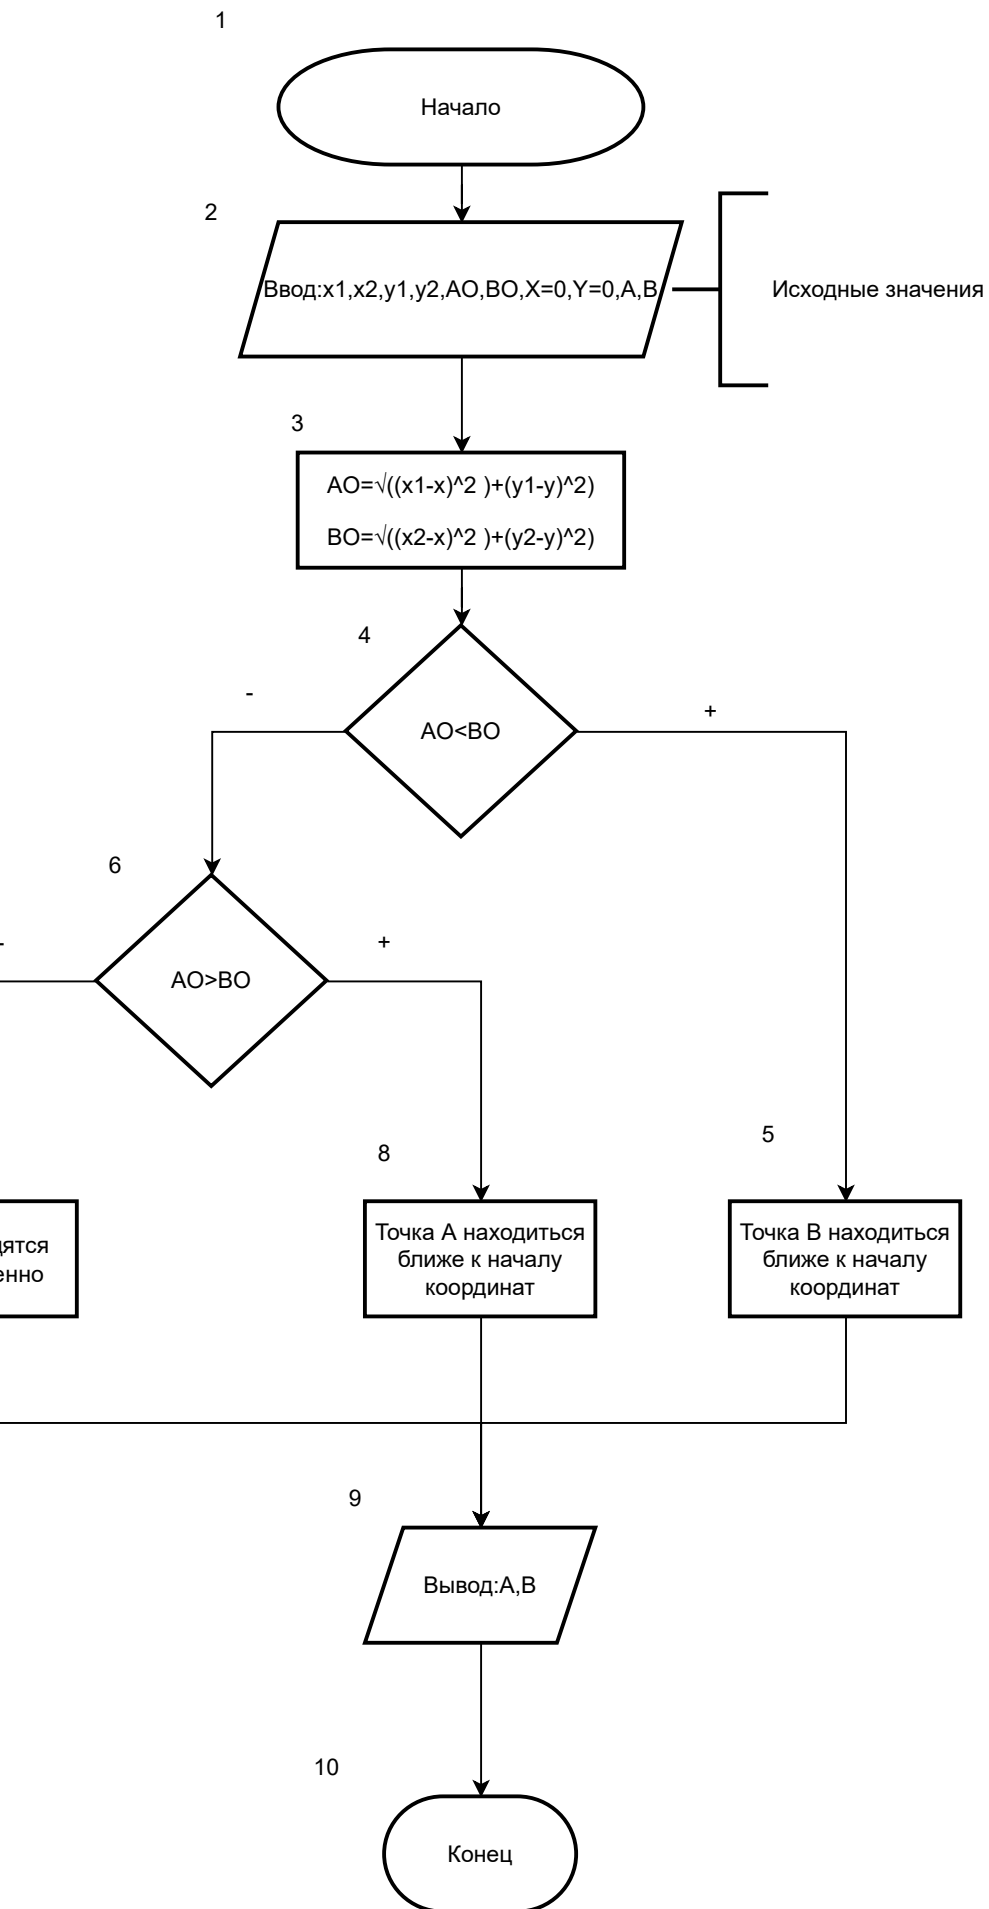 1
Начало
2
Ввод:x1,x2,y1,y2,AO,BO,X=0,Y=0,A,B
Исходные значения
3
AO=√((x1-x)^2 )+(y1-y)^2)
BO=√((x2-x)^2 )+(y2-y)^2)
4
-
+
AO<BO
6
-
+
AO>BO
5
8
Точка А находиться
ближе к началу
координат
Точка В находиться
ближе к началу
координат
9
Вывод:A,B
10
Конец